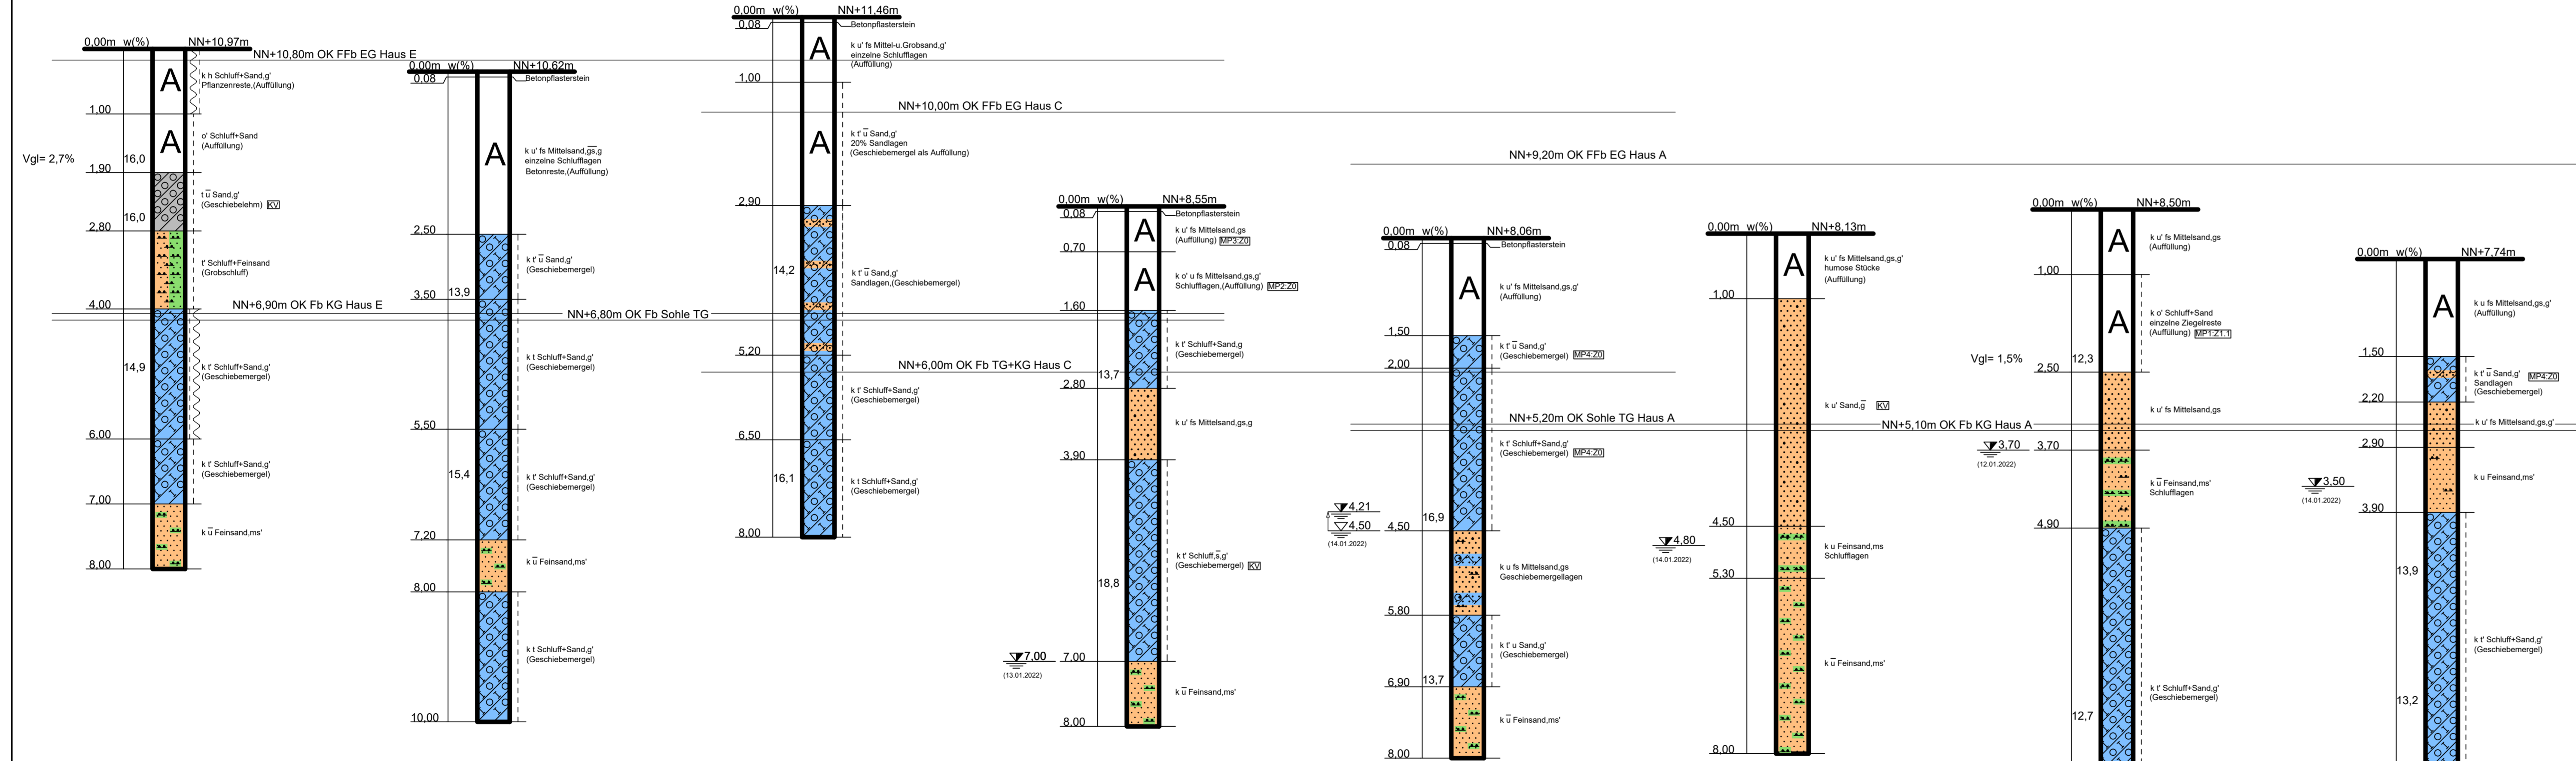 0,00m w(%) NN+10,97m
NN+10,80m OK FFb EG Haus E
A
k h Schluff+Sand,g'
Pflanzenreste,(Auffüllung)
1,00
A
o' Schluff+Sand
(Auffüllung)
Vgl= 2,7%
16,0
1,90
t u̅ Sand,g'
(Geschiebelehm) KV
16,0
2,80
t' Schluff+Feinsand
(Grobschluff)
4,00
NN+6,90m OK Fb KG Haus E
14,9
k t' Schluff+Sand,g'
(Geschiebemergel)
6,00
k t' Schluff+Sand,g'
(Geschiebemergel)
7,00
k u̅ Feinsand,ms'
8,00
0,00m w(%) NN+10,62m
0,08
Betonpflasterstein
A
k u' fs Mittelsand,g̅s̅,g
einzelne Schlufflagen
Betonreste,(Auffüllung)
2,50
k t' u̅ Sand,g'
(Geschiebemergel)
3,50
13,9
NN+6,80m OK Fb Sohle TG
k t Schluff+Sand,g'
(Geschiebemergel)
5,50
15,4
k t' Schluff+Sand,g'
(Geschiebemergel)
7,20
k u̅ Feinsand,ms'
8,00
k t Schluff+Sand,g'
(Geschiebemergel)
10,00
0,00m w(%) NN+11,46m
0,08
Betonpflasterstein
A
k u' fs Mittel-u.Grobsand,g'
einzelne Schlufflagen
(Auffüllung)
1,00
NN+10,00m OK FFb EG Haus C
A
k t' u̅ Sand,g'
20% Sandlagen
(Geschiebemergel als Auffüllung)
2,90
14,2
k t' u̅ Sand,g'
Sandlagen,(Geschiebemergel)
5,20
NN+6,00m OK Fb TG+KG Haus C
k t' Schluff+Sand,g'
(Geschiebemergel)
6,50
16,1
k t Schluff+Sand,g'
(Geschiebemergel)
8,00
0,00m w(%) NN+8,55m
0,08
Betonpflasterstein
A
k u' fs Mittelsand,gs
(Auffüllung) MP3:Z0
0,70
A
k o' u fs Mittelsand,gs,g'
Schlufflagen,(Auffüllung) MP2:Z0
1,60
k t' Schluff+Sand,g
(Geschiebemergel)
13,7
2,80
k u' fs Mittelsand,gs,g
3,90
k t' Schluff,s̅,g'
(Geschiebemergel) KV
18,8
7,00
7,00
(13.01.2022)
k u̅ Feinsand,ms'
8,00
0,00m w(%) NN+8,06m
0,08
Betonpflasterstein
NN+9,20m OK FFb EG Haus A
A
k u' fs Mittelsand,gs,g'
(Auffüllung)
1,50
k t' u̅ Sand,g'
(Geschiebemergel) MP4:Z0
2,00
NN+5,20m OK Sohle TG Haus A
k t' Schluff+Sand,g'
(Geschiebemergel) MP4:Z0
4,21
16,9
4,50
4,50
(14.01.2022)
k u fs Mittelsand,gs
Geschiebemergellagen
5,80
k t' u Sand,g'
(Geschiebemergel)
6,90
13,7
k u̅ Feinsand,ms'
8,00
0,00m w(%) NN+8,13m
A
k u' fs Mittelsand,gs,g'
humose Stücke
(Auffüllung)
1,00
k u' Sand,g̅ KV
NN+5,10m OK Fb KG Haus A
4,50
4,80
(14.01.2022)
k u Feinsand,ms
Schlufflagen
5,30
k u̅ Feinsand,ms'
8,00
0,00m w(%) NN+8,50m
A
k u' fs Mittelsand,gs
(Auffüllung)
1,00
A
k o' Schluff+Sand
einzelne Ziegelreste
(Auffüllung) MP1:Z1.1
Vgl= 1,5%
12,3
2,50
k u' fs Mittelsand,gs
3,70
3,70
(12.01.2022)
k u̅ Feinsand,ms'
Schlufflagen
4,90
k t' Schluff+Sand,g'
(Geschiebemergel)
12,7
0,00m w(%) NN+7,74m
A
k u fs Mittelsand,gs,g'
(Auffüllung)
1,50
k t' u̅ Sand,g' MP4:Z0
Sandlagen
(Geschiebemergel)
2,20
k u' fs Mittelsand,gs,g'
2,90
k u Feinsand,ms'
3,50
(14.01.2022)
3,90
13,9
k t' Schluff+Sand,g'
(Geschiebemergel)
13,2